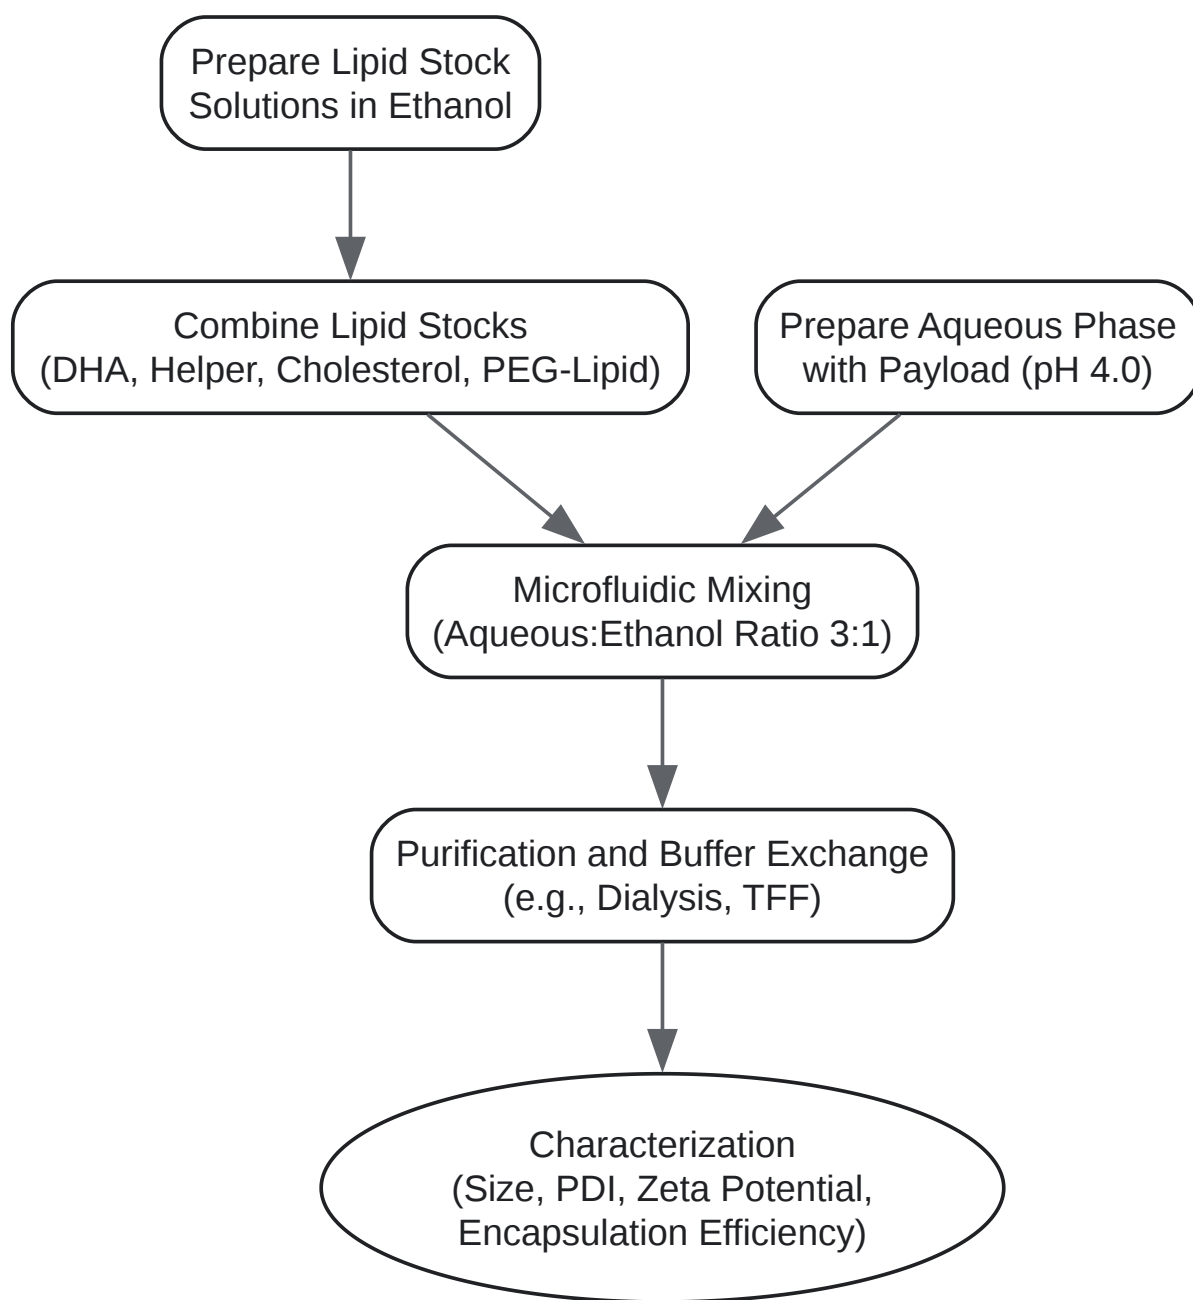 Prepare Lipid Stock
Solutions in Ethanol
Combine Lipid Stocks
(DHA, Helper, Cholesterol, PEG-Lipid)
Prepare Aqueous Phase
with Payload (pH 4.0)
Microfluidic Mixing
(Aqueous:Ethanol Ratio 3:1)
Purification and Buffer Exchange
(e.g., Dialysis, TFF)
Characterization
(Size, PDI, Zeta Potential,
Encapsulation Efficiency)